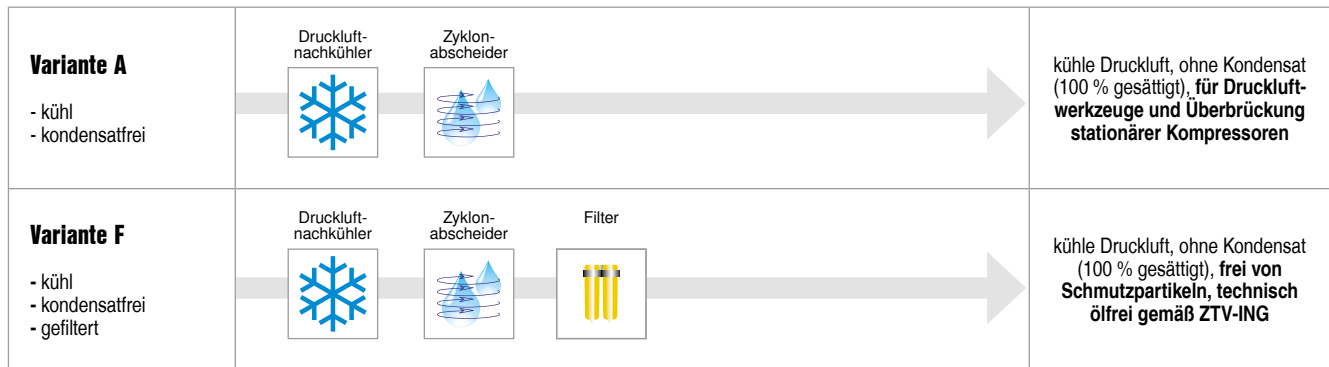 Variante A
- kühl
- kondensatfrei
Druckluft-
nachkühler
Zyklon-
abscheider
kühle Druckluft, ohne Kondensat
(100 % gesättigt), für Druckluft-
werkzeuge und Überbrückung
stationärer Kompressoren
Variante F
- kühl
- kondensatfrei
- gefiltert
Druckluft-
nachkühler
Zyklon-
abscheider
Filter
kühle Druckluft, ohne Kondensat
(100 % gesättigt), frei von
Schmutzpartikeln, technisch
ölfrei gemäß ZTV-ING